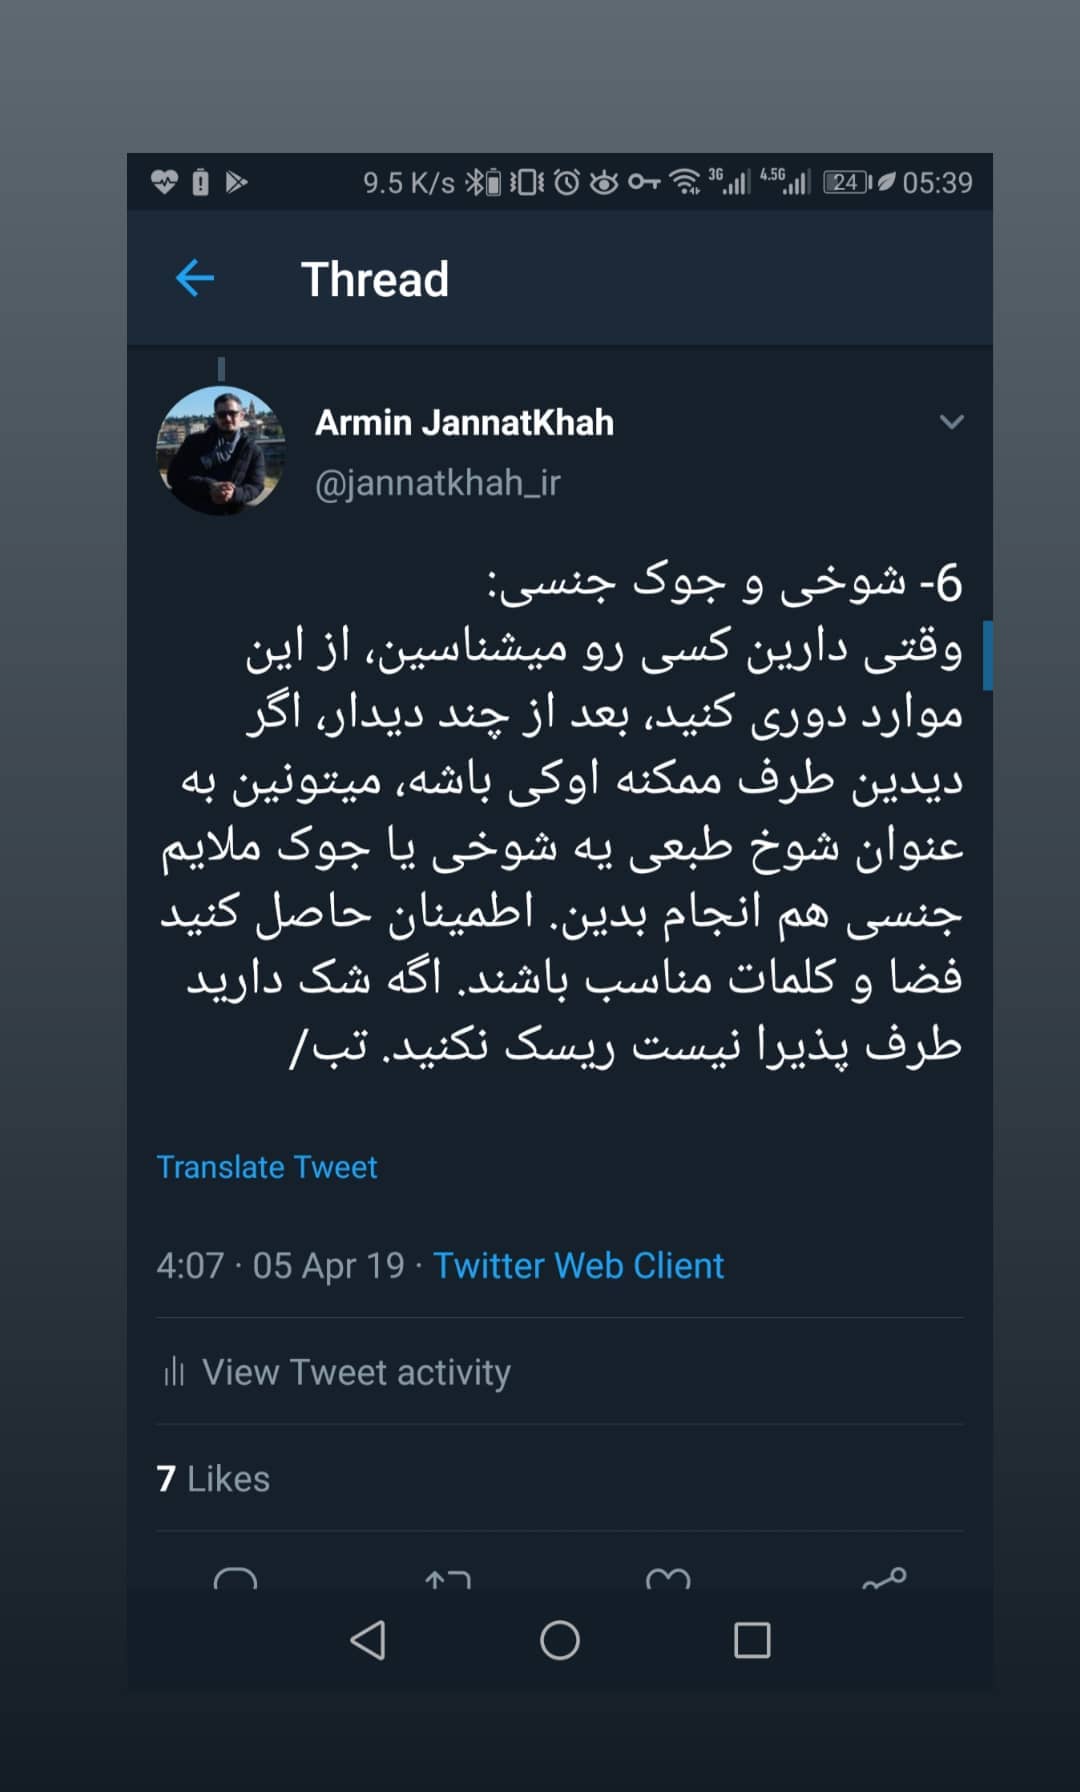 9.5 K/s 3G 4.5G 24 05:39
Thread
Armin JannatKhah
@jannatkhah_ir
6- شوخی و جوک جنسی:
وقتی دارین کسی رو میشناسین، از این
موارد دوری کنید، بعد از چند دیدار، اگر
دیدین طرف ممکنه اوکی باشه، میتونین به
عنوان شوخ طبعی یه شوخی یا جوک ملایم
جنسی هم انجام بدین. اطمینان حاصل کنید
فضا و کلمات مناسب باشند. اگه شک دارید
طرف پذیرا نیست ریسک نکنید. تب/
Translate Tweet
4:07 · 05 Apr 19 · Twitter Web Client
View Tweet activity
7 Likes